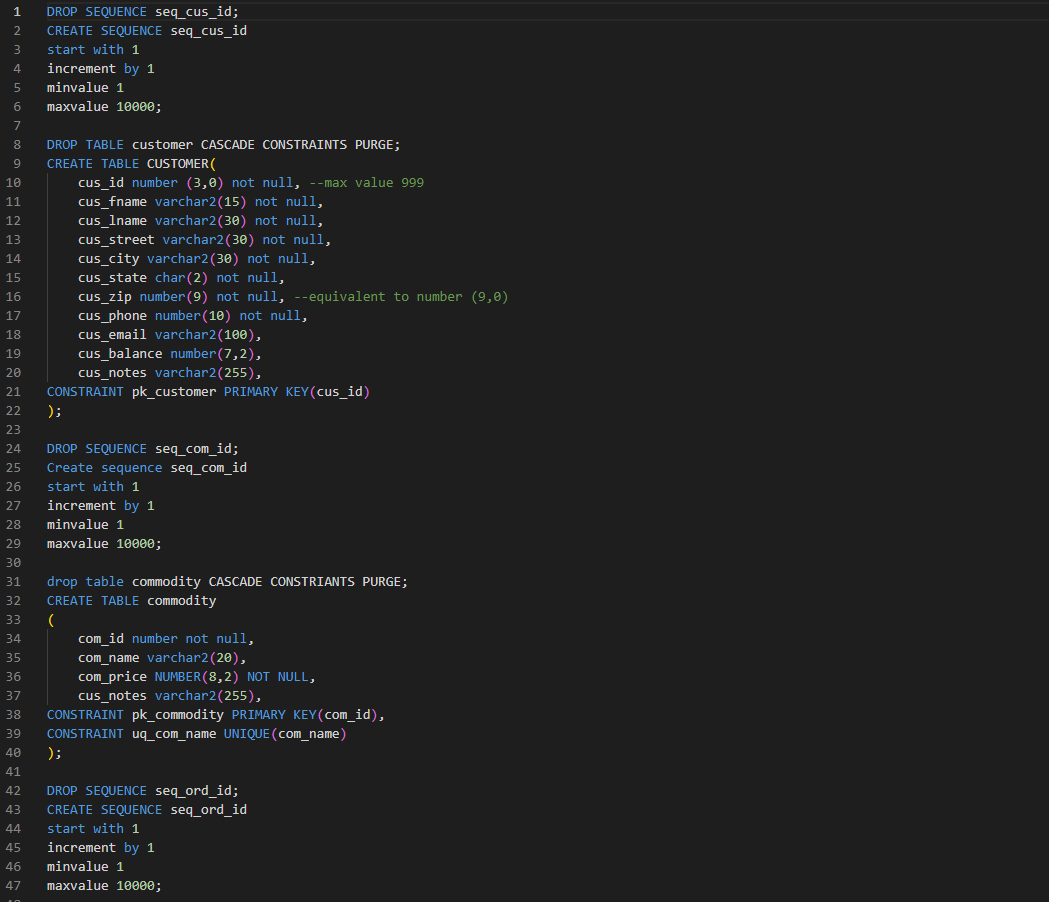 1 DROP SEQUENCE seq_cus_id;
2 CREATE SEQUENCE seq_cus_id
3 start with 1
4 increment by 1
5 minvalue 1
6 maxvalue 10000;
7
8 DROP TABLE customer CASCADE CONSTRAINTS PURGE;
9 CREATE TABLE CUSTOMER(
10     cus_id number (3,0) not null, --max value 999
11     cus_fname varchar2(15) not null,
12     cus_lname varchar2(30) not null,
13     cus_street varchar2(30) not null,
14     cus_city varchar2(30) not null,
15     cus_state char(2) not null,
16     cus_zip number(9) not null, --equivalent to number (9,0)
17     cus_phone number(10) not null,
18     cus_email varchar2(100),
19     cus_balance number(7,2),
20     cus_notes varchar2(255),
21 CONSTRAINT pk_customer PRIMARY KEY(cus_id)
22 );
23
24 DROP SEQUENCE seq_com_id;
25 Create sequence seq_com_id
26 start with 1
27 increment by 1
28 minvalue 1
29 maxvalue 10000;
30
31 drop table commodity CASCADE CONSTRIANTS PURGE;
32 CREATE TABLE commodity
33 (
34     com_id number not null,
35     com_name varchar2(20),
36     com_price NUMBER(8,2) NOT NULL,
37     cus_notes varchar2(255),
38 CONSTRAINT pk_commodity PRIMARY KEY(com_id),
39 CONSTRAINT uq_com_name UNIQUE(com_name)
40 );
41
42 DROP SEQUENCE seq_ord_id;
43 CREATE SEQUENCE seq_ord_id
44 start with 1
45 increment by 1
46 minvalue 1
47 maxvalue 10000;